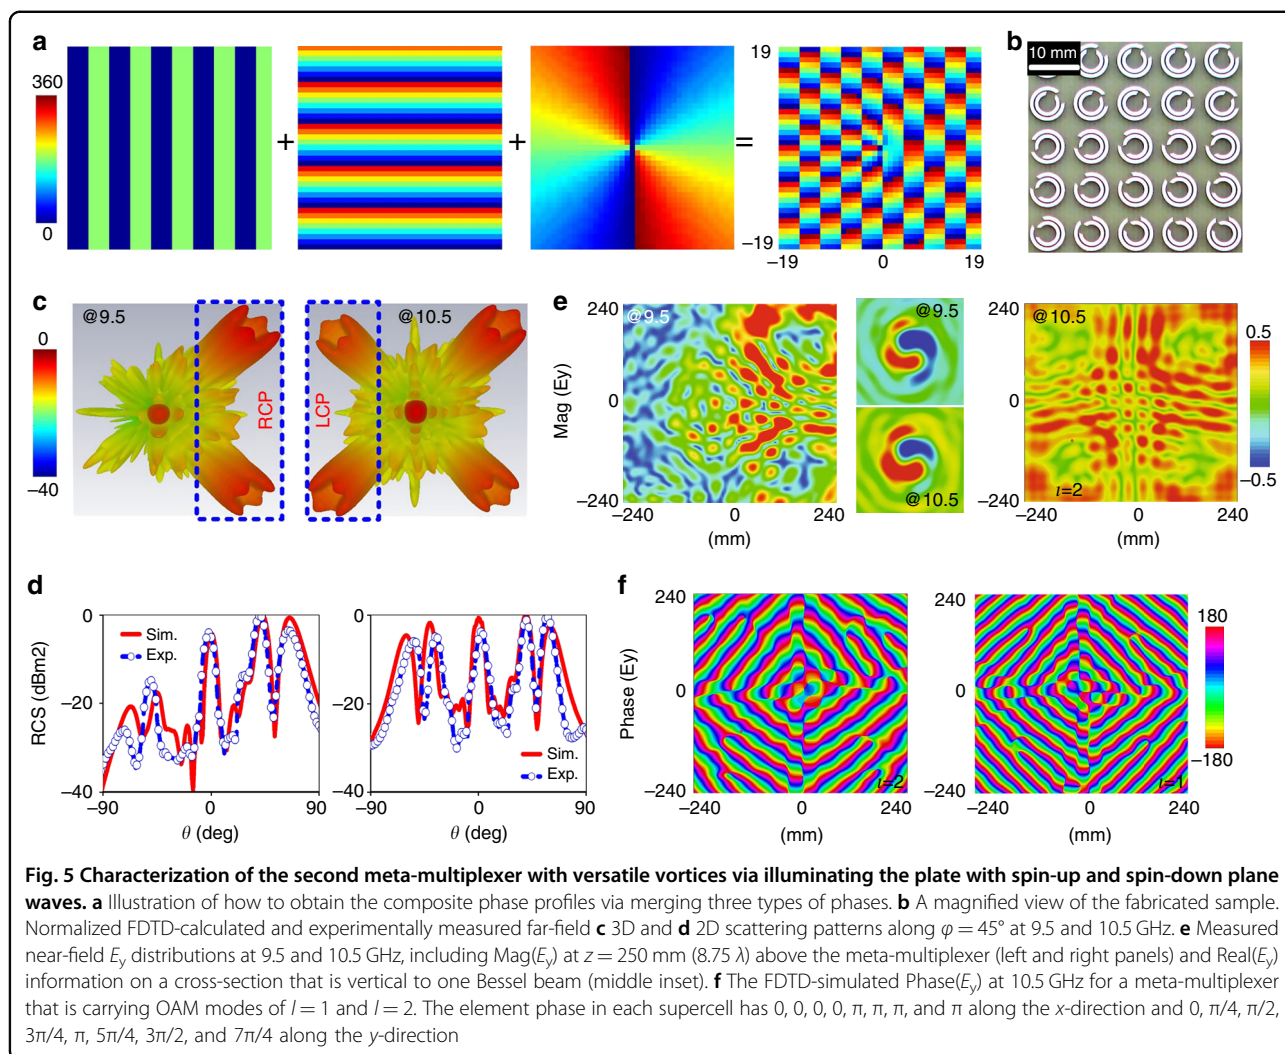 a
360
0
+
+
=
19
−19
−19
0
19
b
10 mm
c
@9.5
@10.5
0
−40
RCP
LCP
e
Mag (Ey)
240
0
−240
@9.5
−240
0
240
(mm)
@9.5
@10.5
@10.5
l=2
−240
0
240
(mm)
0.5
−0.5
d
RCS (dBm2)
0
−20
−40
Sim.
Exp.
−90
0
90
θ (deg)
0
−20
−40
Sim.
Exp.
−90
0
90
θ (deg)
f
Phase (Ey)
240
0
−240
l=2
−240
0
240
(mm)
240
0
−240
l=1
−240
0
240
(mm)
180
−180
Fig. 5 Characterization of the second meta-multiplexer with versatile vortices via illuminating the plate with spin-up and spin-down plane
waves. a Illustration of how to obtain the composite phase profiles via merging three types of phases. b A magnified view of the fabricated sample.
Normalized FDTD-calculated and experimentally measured far-field c 3D and d 2D scattering patterns along φ = 45° at 9.5 and 10.5 GHz. e Measured
near-field Ey distributions at 9.5 and 10.5 GHz, including Mag(Ey) at z = 250 mm (8.75 λ) above the meta-multiplexer (left and right panels) and Real(Ey)
information on a cross-section that is vertical to one Bessel beam (middle inset). f The FDTD-simulated Phase(Ey) at 10.5 GHz for a meta-multiplexer
that is carrying OAM modes of l = 1 and l = 2. The element phase in each supercell has 0, 0, 0, 0, π, π, π, and π along the x-direction and 0, π/4, π/2,
3π/4, π, 5π/4, 3π/2, and 7π/4 along the y-direction